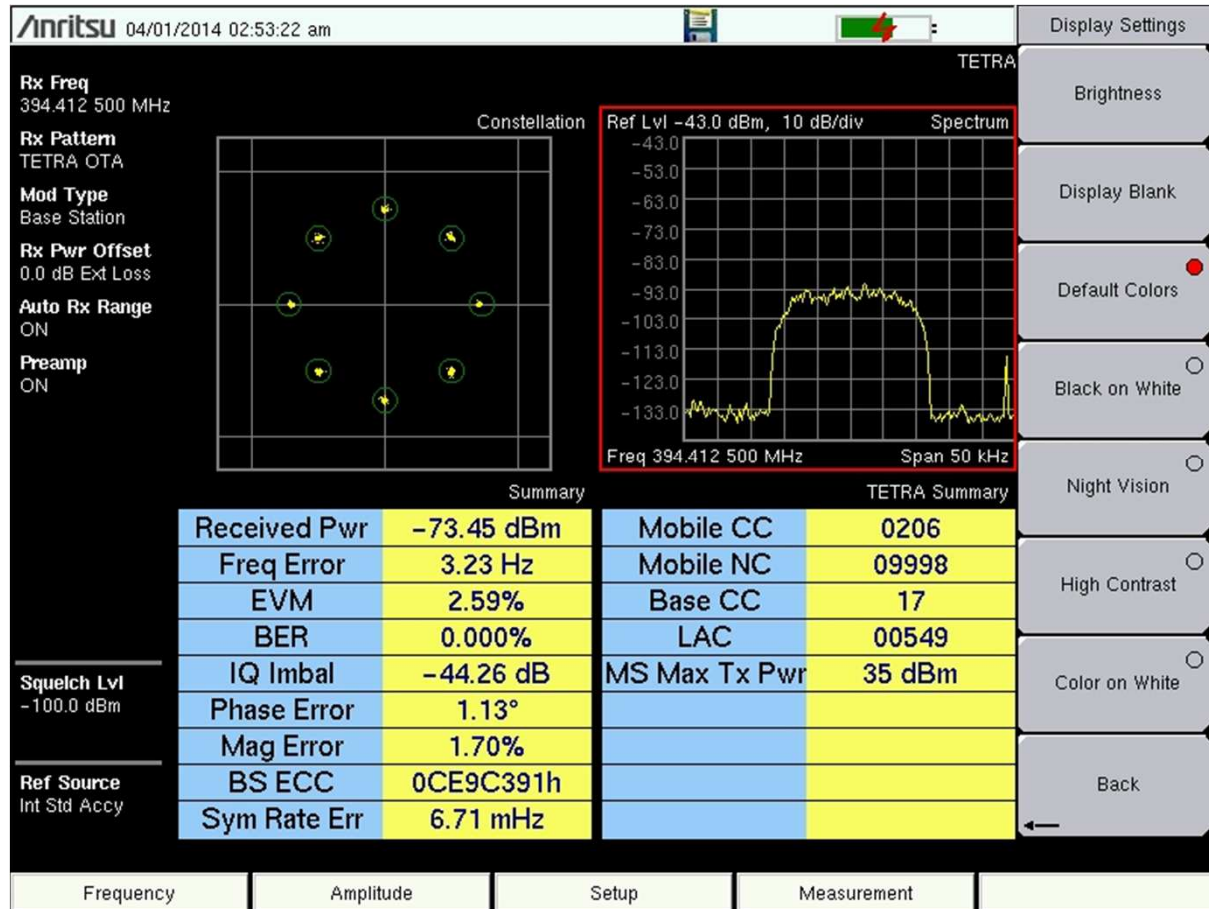 Anritsu 04/01/2014 02:53:22 am
TETRA
Rx Freq
394.412 500 MHz
Rx Pattern
TETRA OTA
Mod Type
Base Station
Rx Pwr Offset
0.0 dB Ext Loss
Auto Rx Range
ON
Preamp
ON
Squelch Lvl
-100.0 dBm
Ref Source
Int Std Accy
Constellation
Ref Lvl -43.0 dBm, 10 dB/div Spectrum
-43.0
-53.0
-63.0
-73.0
-83.0
-93.0
-103.0
-113.0
-123.0
-133.0
Freq 394.412 500 MHz Span 50 kHz
Summary
Received Pwr -73.45 dBm
Freq Error 3.23 Hz
EVM 2.59%
BER 0.000%
IQ Imbal -44.26 dB
Phase Error 1.13°
Mag Error 1.70%
BS ECC 0CE9C391h
Sym Rate Err 6.71 mHz
TETRA Summary
Mobile CC 0206
Mobile NC 09998
Base CC 17
LAC 00549
MS Max Tx Pwr 35 dBm
Display Settings
Brightness
Display Blank
Default Colors
Black on White
Night Vision
High Contrast
Color on White
Back
Frequency Amplitude Setup Measurement